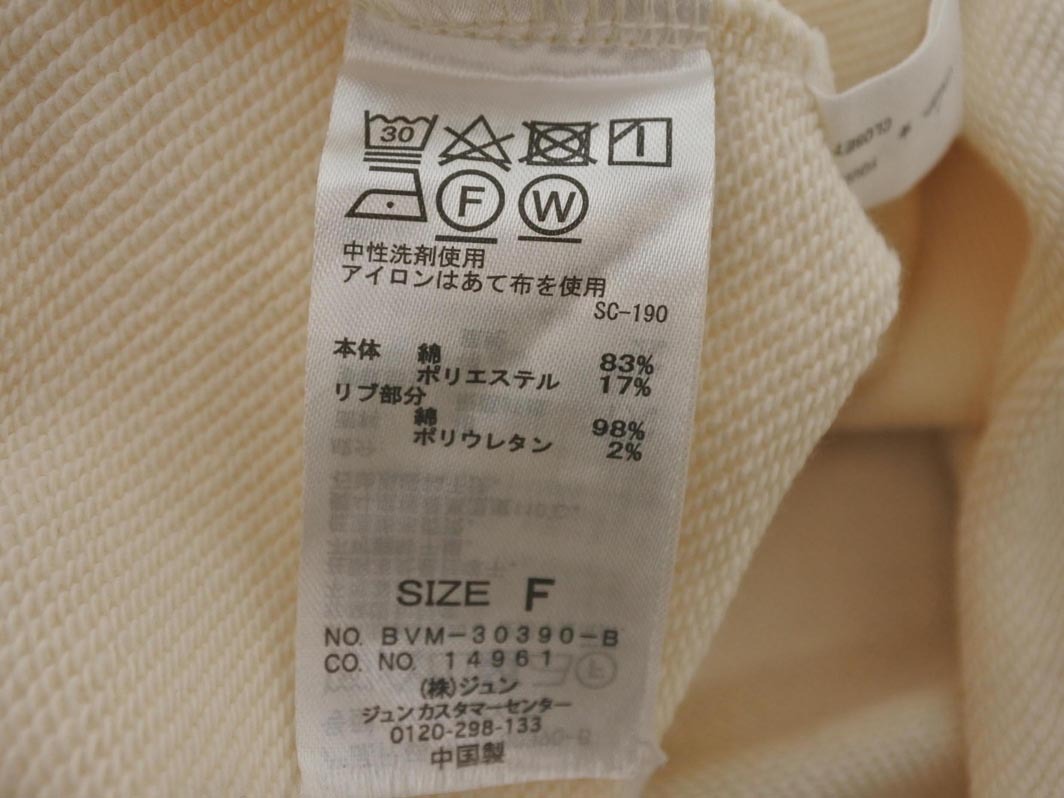 30
F W
中性洗剤使用
アイロンはあて布を使用
SC-190
本体 綿 83%
ポリエステル 17%
リブ部分
綿 98%
ポリウレタン 2%
SIZE F
NO. BVM-30390-B
CO. NO. 14961
(株)ジュン
ジュンカスタマーセンター
0120-298-133
中国製